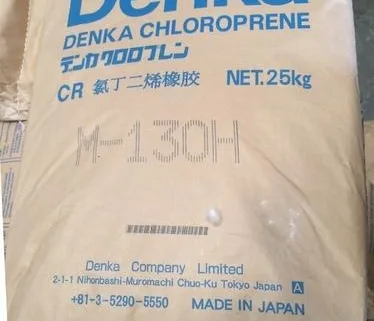 Denka
DENKA CHLOROPRENE
デンカクロロプレン
CR 氯丁二烯橡胶 NET.25kg
M-130H
Denka Company Limited
2-1-1 Nihonbashi-Muromachi Chuo-Ku Tokyo Japan A
+81-3-5290-5550 MADE IN JAPAN